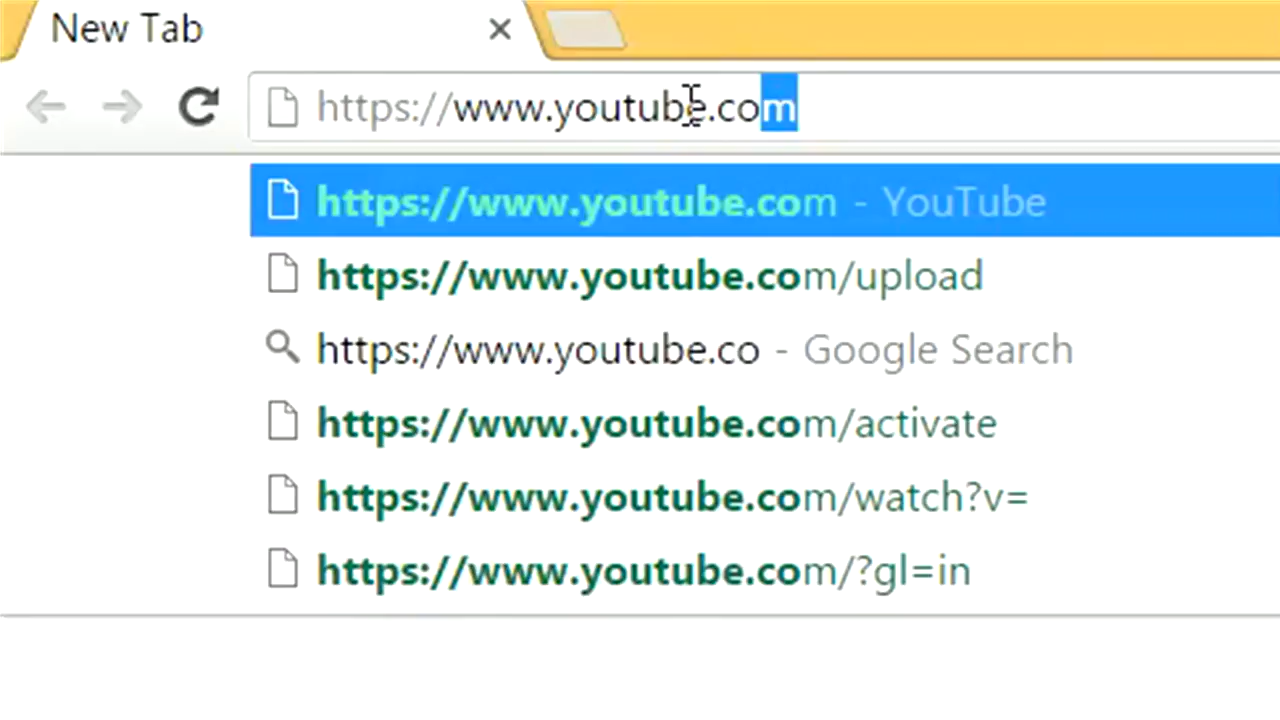 New Tab
https://www.youtube.com
https://www.youtube.com - YouTube
https://www.youtube.com/upload
https://www.youtube.co - Google Search
https://www.youtube.com/activate
https://www.youtube.com/watch?v=
https://www.youtube.com/?gl=in